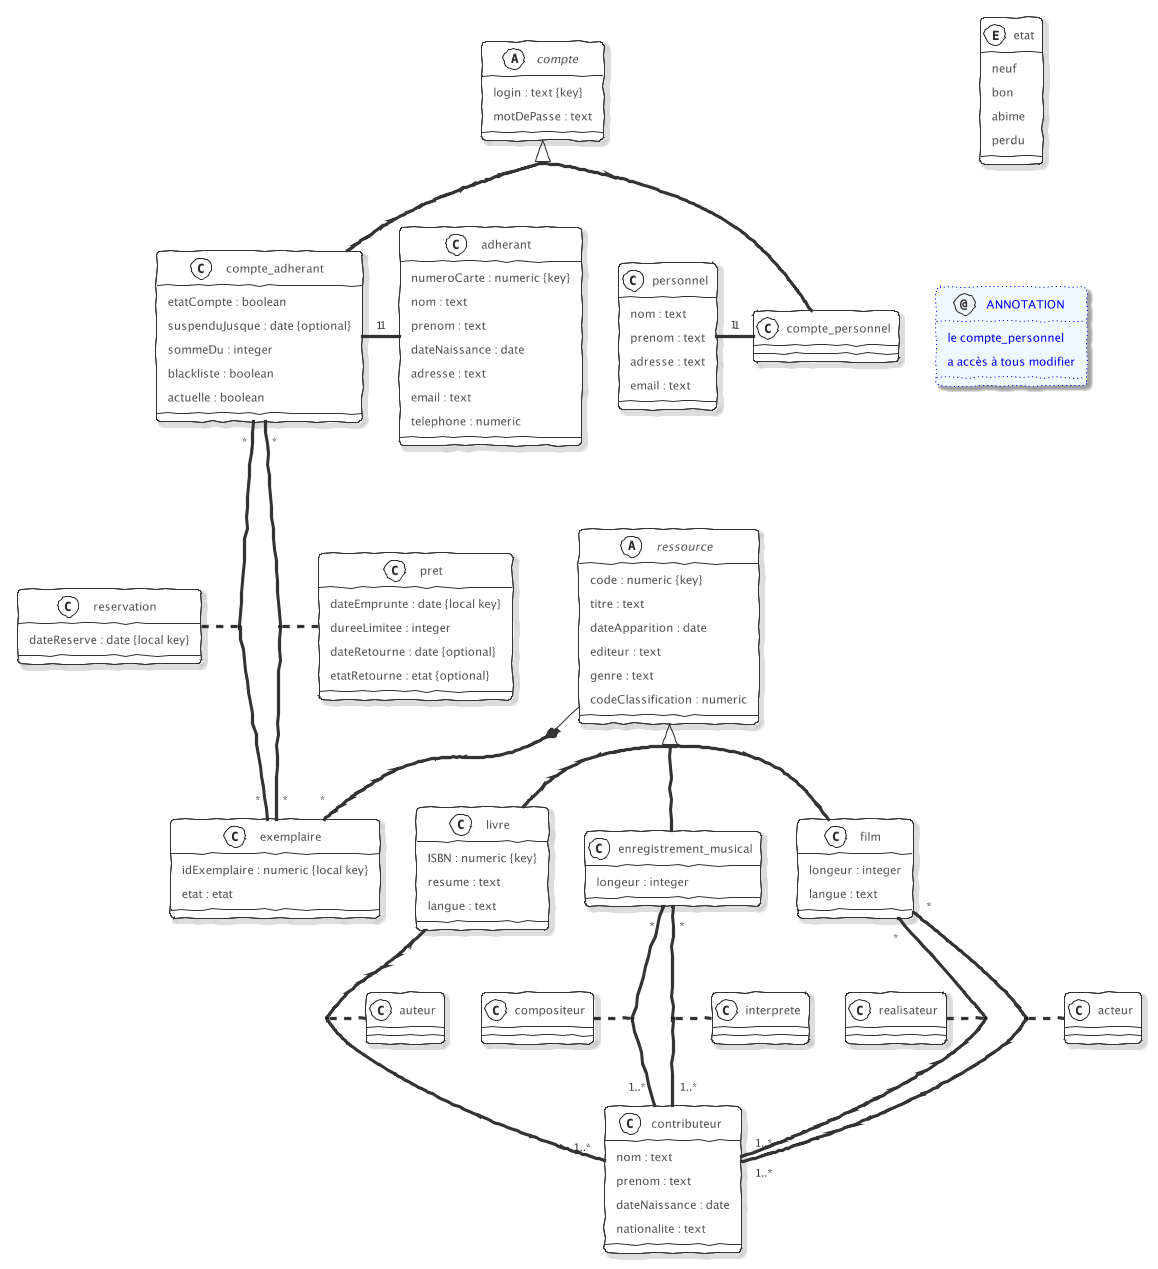 A compte
login : text {key}
motDePasse : text
E etat
neuf
bon
abime
perdu
C compte_adherant
etatCompte : boolean
suspenduJusque : date {optional}
sommeDu : integer
blackliste : boolean
actuelle : boolean
1 1
C adherant
numeroCarte : numeric {key}
nom : text
prenom : text
dateNaissance : date
adresse : text
email : text
telephone : numeric
C personnel
nom : text
prenom : text
adresse : text
email : text
1 1
C compte_personnel
@ ANNOTATION
le compte_personnel
a accès à tous modifier
* *
C reservation
dateReserve : date {local key}
C pret
dateEmprunte : date {local key}
dureeLimitee : integer
dateRetourne : date {optional}
etatRetourne : etat {optional}
A ressource
code : numeric {key}
titre : text
dateApparition : date
editeur : text
genre : text
codeClassification : numeric
* * *
C exemplaire
idExemplaire : numeric {local key}
etat : etat
C livre
ISBN : numeric {key}
resume : text
langue : text
C enregistrement_musical
longeur : integer
C film
longeur : integer
langue : text
* *
*
*
C auteur
C compositeur
C interprete
C realisateur
C acteur
1..* 1..*
1..*
1..*
1..*
C contributeur
nom : text
prenom : text
dateNaissance : date
nationalite : text